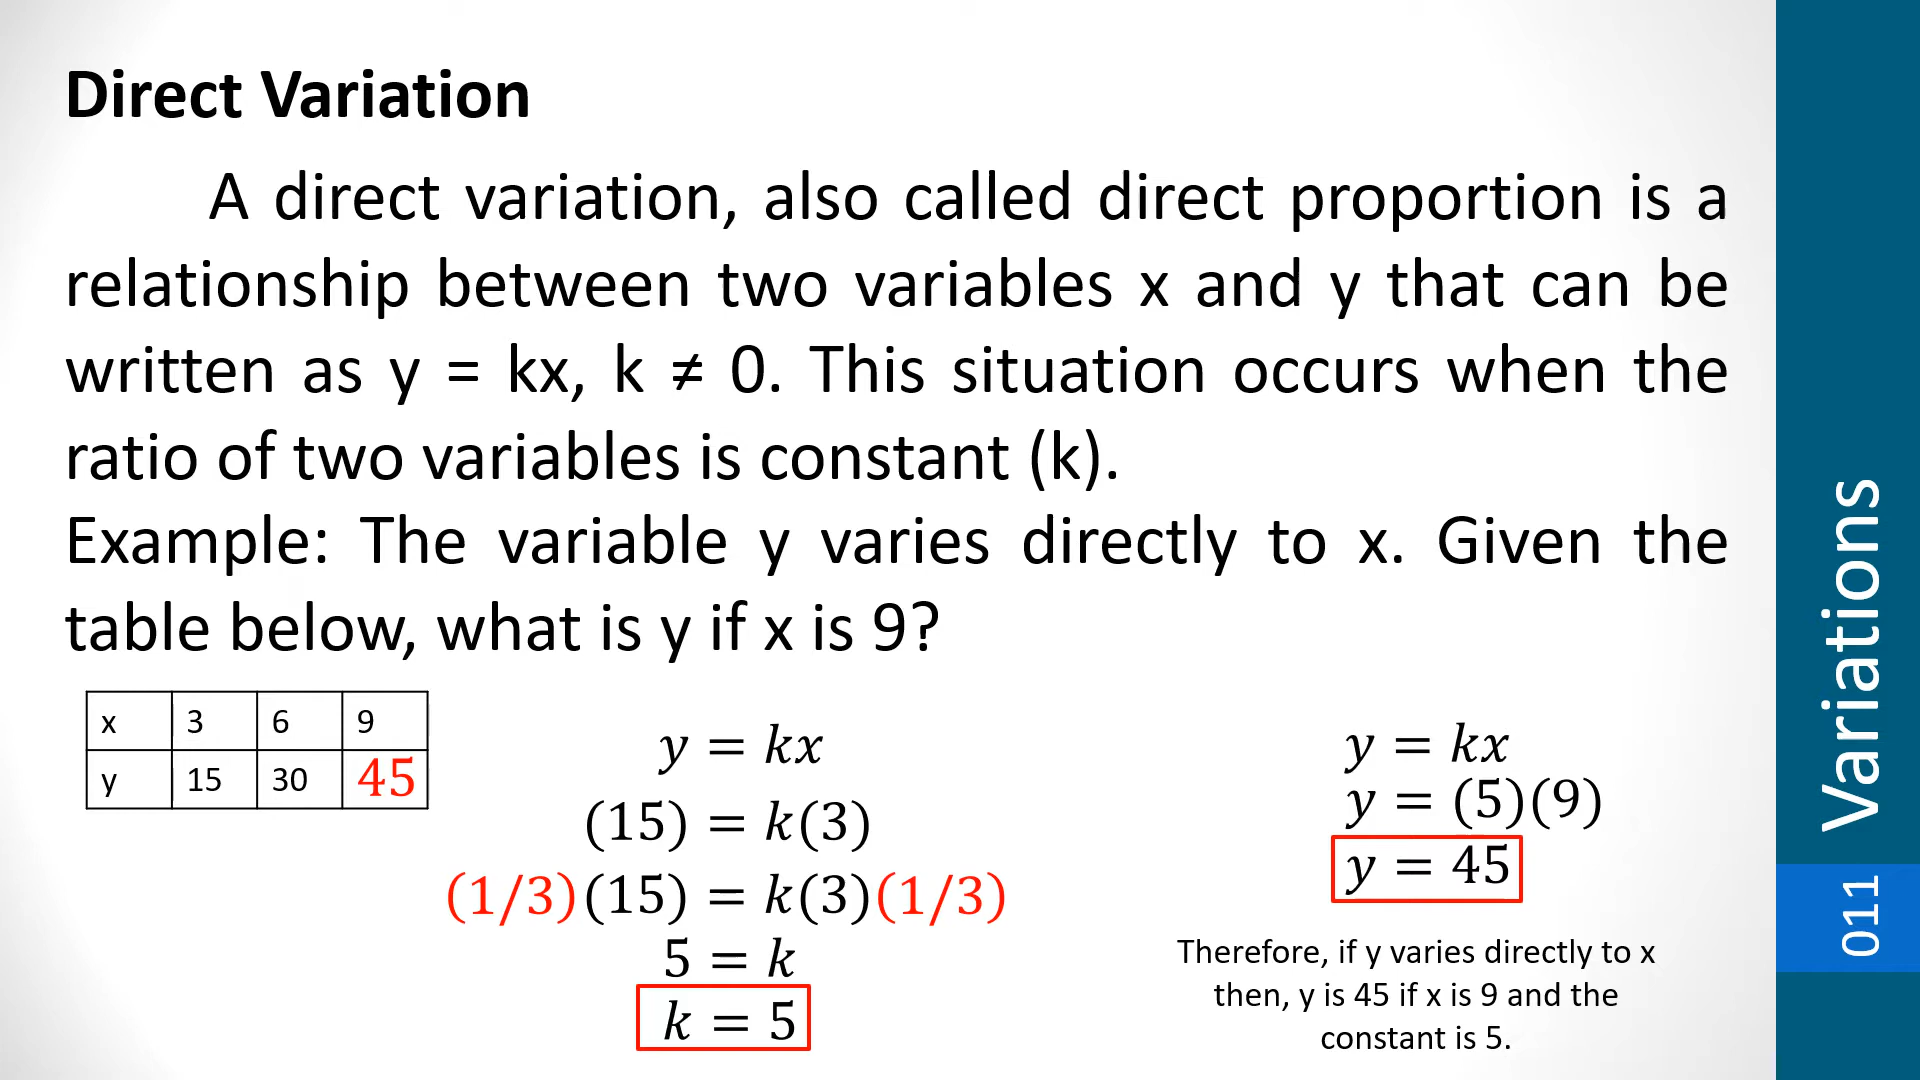 Direct Variation
A direct variation, also called direct proportion is a
relationship between two variables x and y that can be
written as y = kx, k ≠ 0. This situation occurs when the
ratio of two variables is constant (k).
Example: The variable y varies directly to x. Given the
table below, what is y if x is 9?
x 3 6 9
y 15 30 45
y = kx
(15) = k(3)
(1/3)(15) = k(3)(1/3)
5 = k
k = 5
y = kx
y = (5)(9)
y = 45
Therefore, if y varies directly to x
then, y is 45 if x is 9 and the
constant is 5.
Variations
011